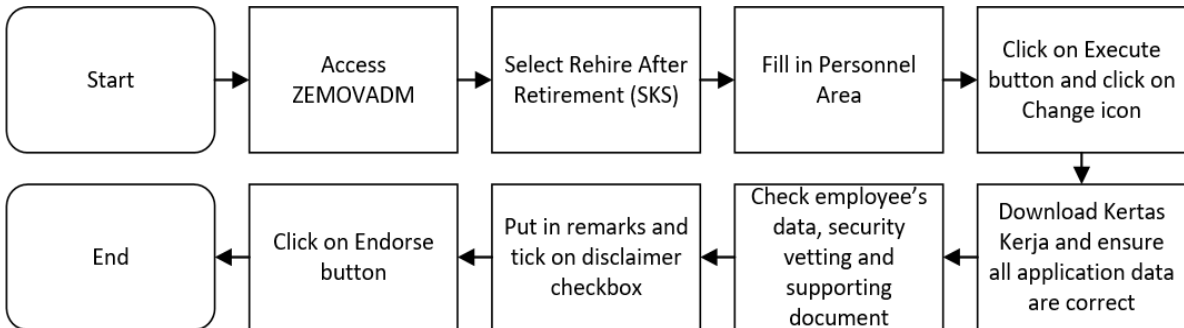 Start
Access
ZEMOVADM
Select Rehire After
Retirement (SKS)
Fill in Personnel
Area
Click on Execute
button and click on
Change icon
Download Kertas
Kerja and ensure
all application data
are correct
Check employee’s
data, security
vetting and
supporting
document
Put in remarks and
tick on disclaimer
checkbox
Click on Endorse
button
End